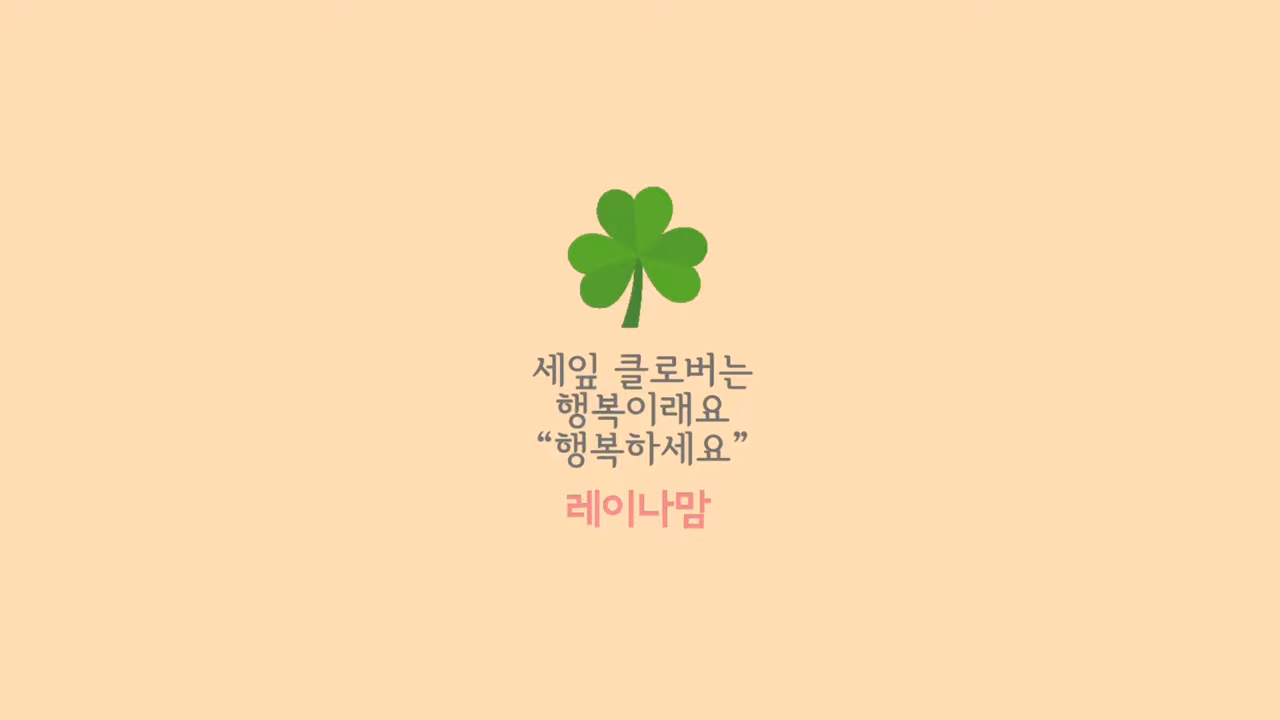 세잎 클로버는
행복이래요
“행복하세요”
레이나맘